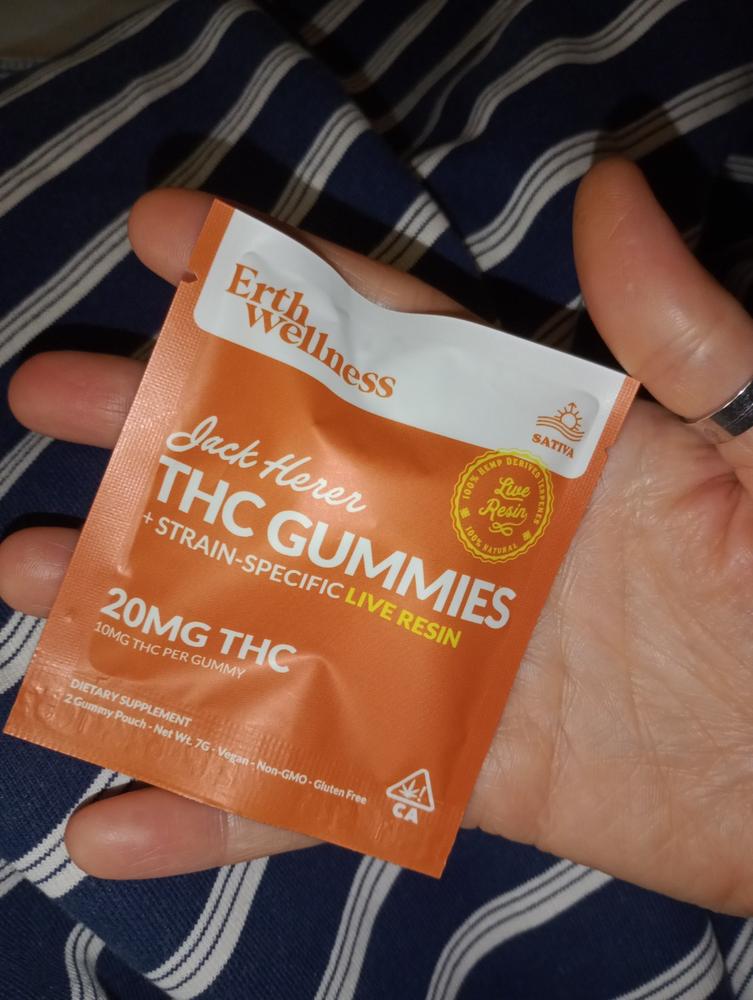 Erth
Wellness
SATIVA
Jack Herer
THC GUMMIES
+ STRAIN-SPECIFIC LIVE RESIN
100% HEMP DERIVED TERPENES
Live
Resin
100% NATURAL
20MG THC
10MG THC PER GUMMY
DIETARY SUPPLEMENT
2 Gummy Pouch - Net Wt. 7G - Vegan - Non-GMO - Gluten Free
!
CA